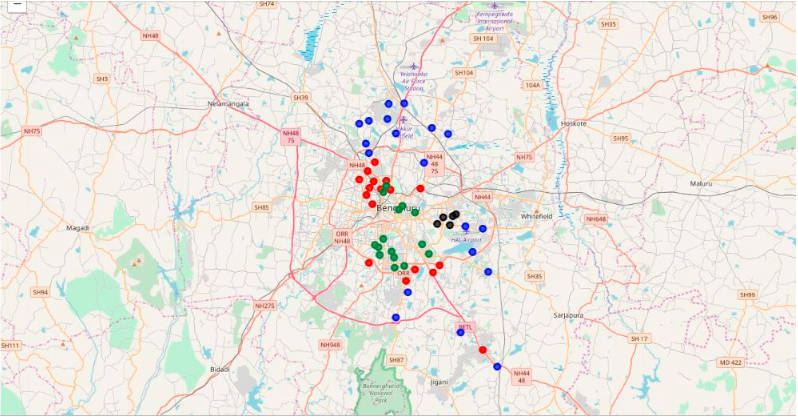 SH74
NH48
Kempegowda
International
Airport
SH35
SH96
SH 104
SH3
Yelahanka
Air Force
Station
SH104
104A
SH39
Nelamangala
NH75
NH48
75
Hoskote
SH95
NH48
NH44
48
75
NH75
Maluru
NH44
SH85
Bengaluru
Whitefield
NH648
Magadi
ORR
NH48
HAL Airport
ORR
SH35
SH94
NH275
SH99
Sarjapura
BETL
SH111
NH948
SH 17
SH87
MD 422
Bidadi
Jigani
NH44
48
Bannerghatta
National
Park